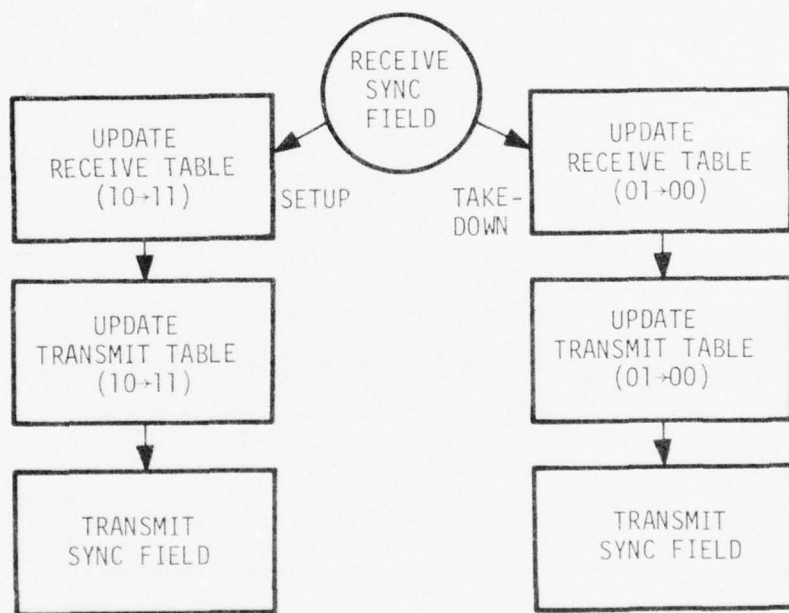 RECEIVE
SYNC
FIELD
UPDATE
RECEIVE TABLE
(10→11)
SETUP
TAKE-
DOWN
UPDATE
RECEIVE TABLE
(01→00)
UPDATE
TRANSMIT TABLE
(10→11)
UPDATE
TRANSMIT TABLE
(01→00)
TRANSMIT
SYNC FIELD
TRANSMIT
SYNC FIELD